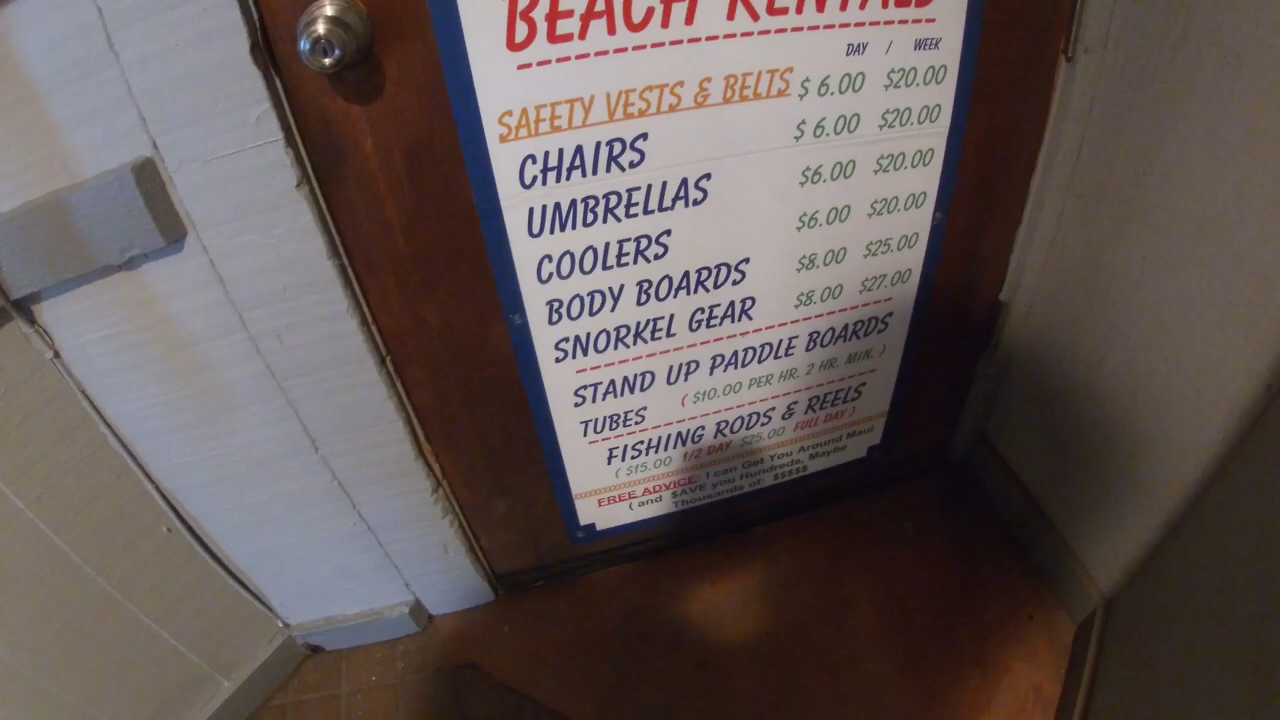 BEACH RENTALS
DAY / WEEK
SAFETY VESTS & BELTS $6.00 $20.00
CHAIRS $6.00 $20.00
UMBRELLAS $6.00 $20.00
COOLERS $6.00 $20.00
BODY BOARDS $8.00 $25.00
SNORKEL GEAR $8.00 $27.00
STAND UP PADDLE BOARDS
TUBES ( $10.00 PER HR. 2 HR. MIN. )
FISHING RODS & REELS
( $15.00 1/2 DAY $25.00 FULL DAY )
FREE ADVICE: I can Get You Around Maui
( and $AVE you Hundreds, Maybe
Thousands of: $$$$$